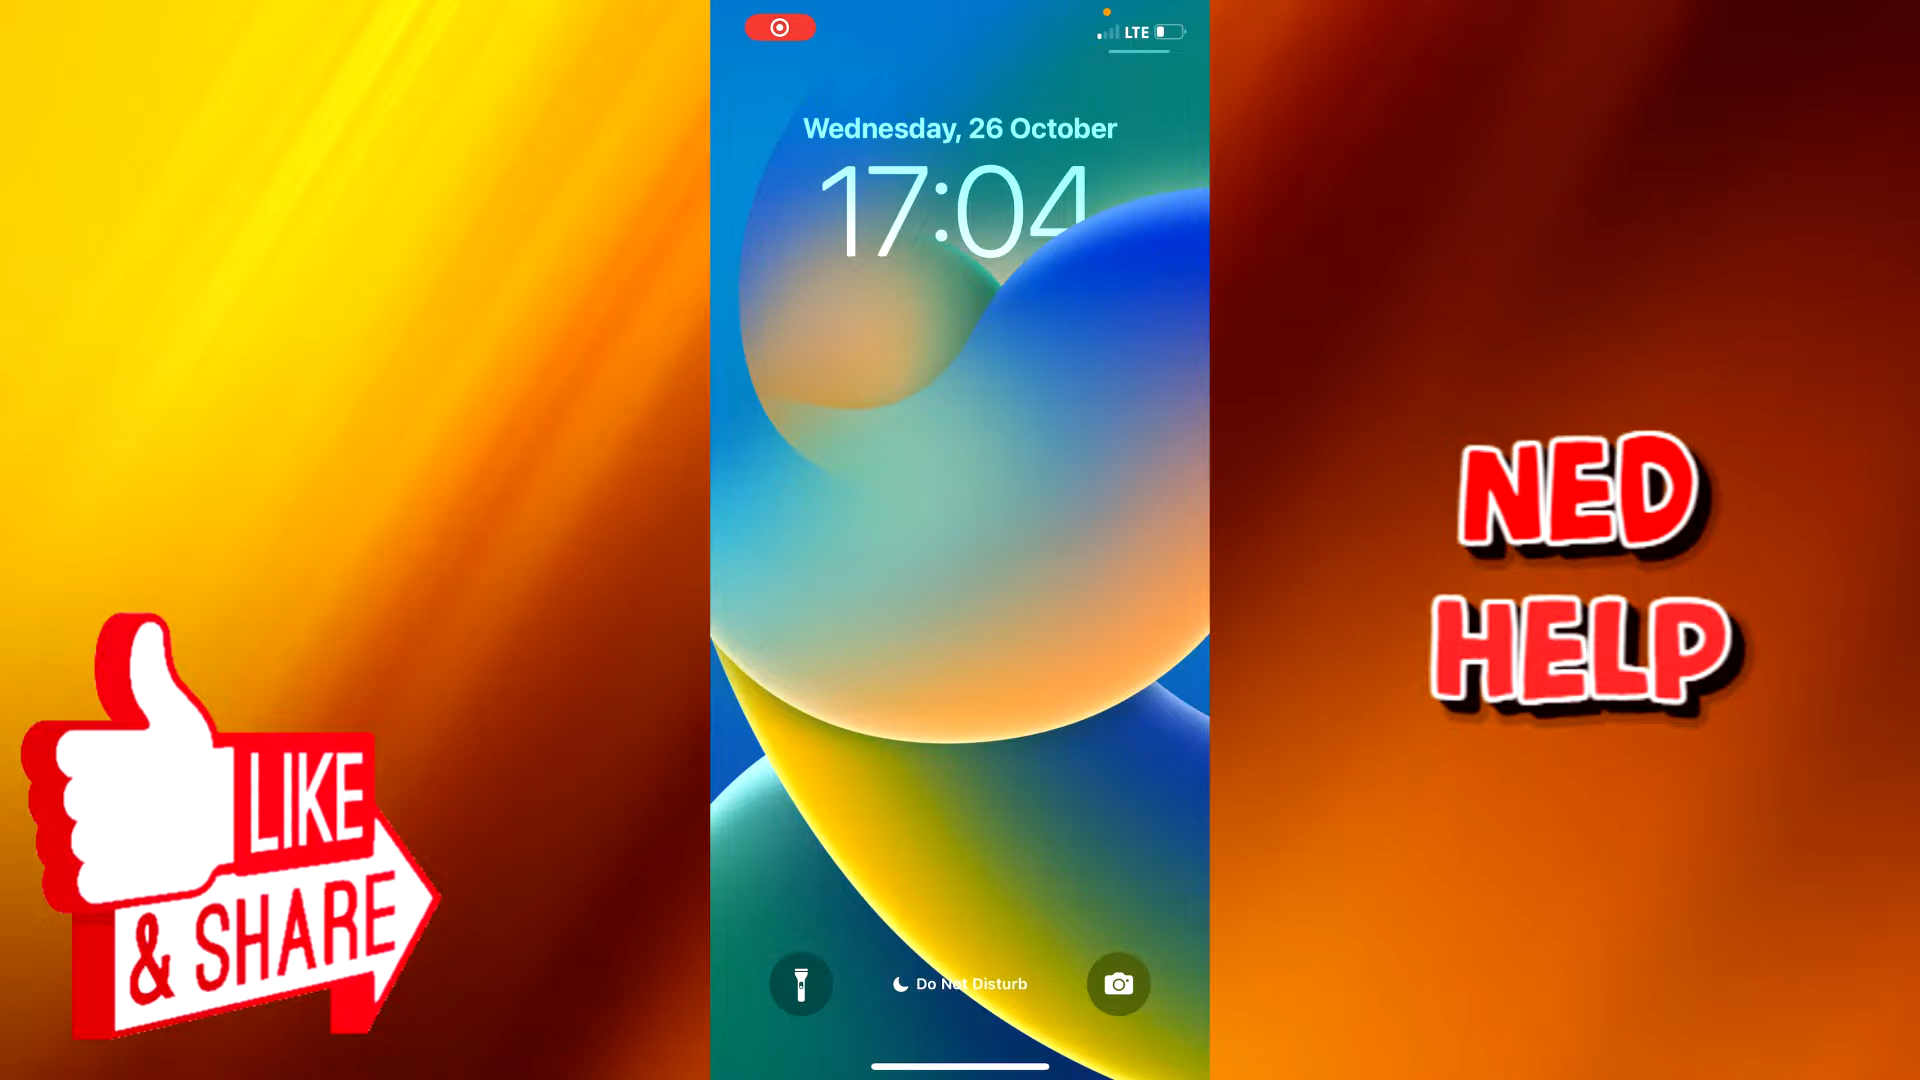 LTE
Wednesday, 26 October
17:04
NED
HELP
LIKE
& SHARE
Do Not Disturb